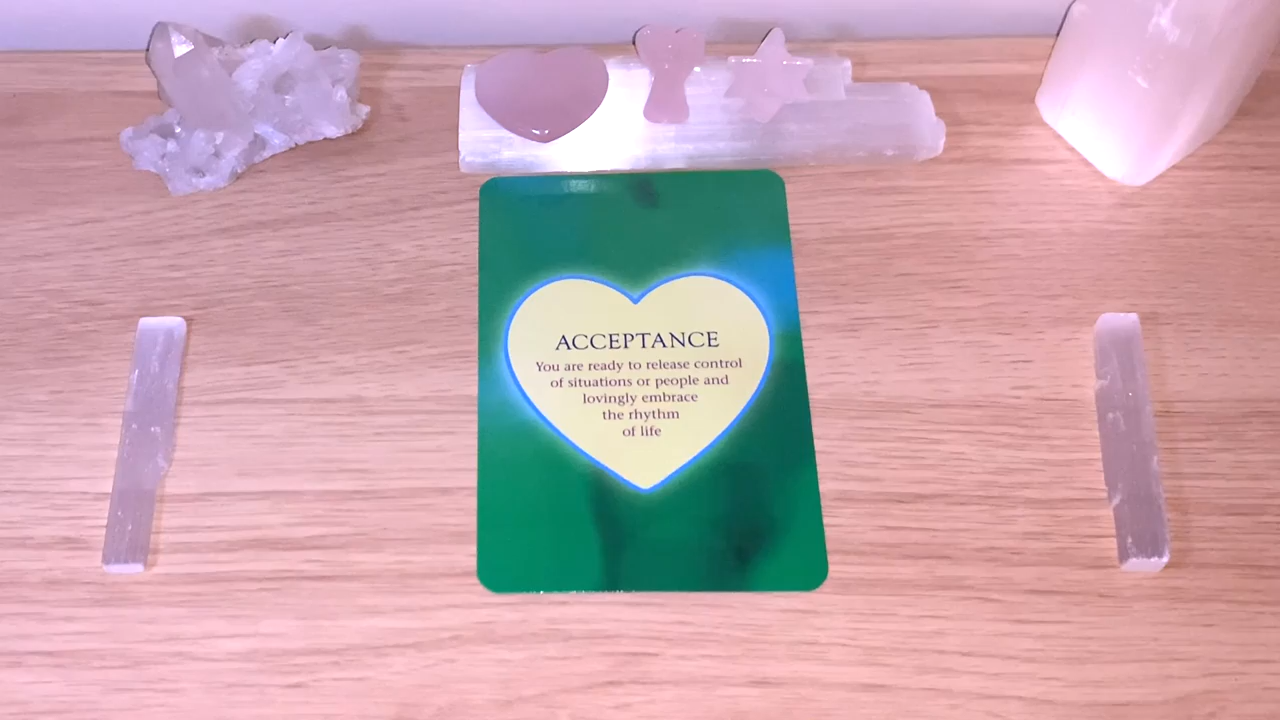 ACCEPTANCE
You are ready to release control
of situations or people and
lovingly embrace
the rhythm
of life